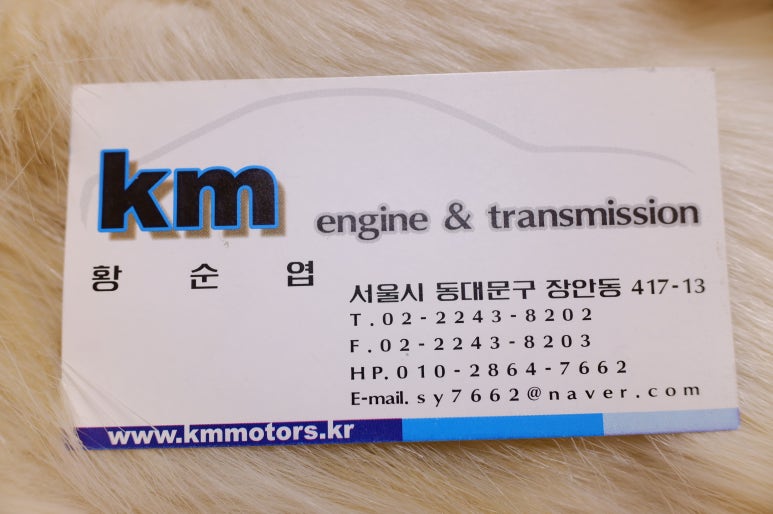 km engine & transmission
황 순 엽
서울시 동대문구 장안동 417-13
T.02-2243-8202
F.02-2243-8203
HP.010-2864-7662
E-mail.sy7662@naver.com
www.kmmotors.kr